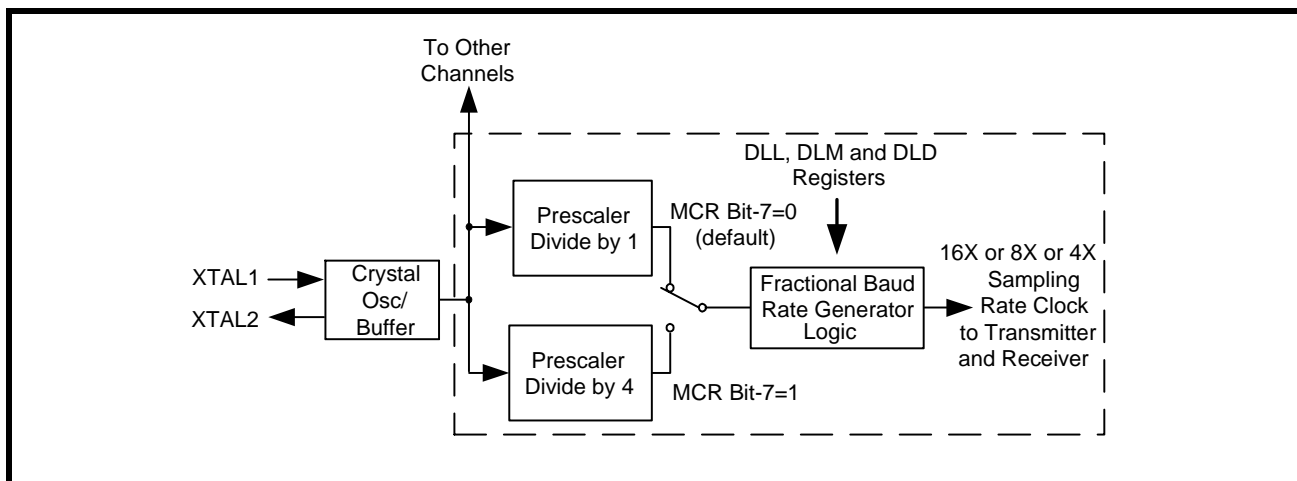 To Other
Channels
DLL, DLM and DLD
Registers
Prescaler
Divide by 1
MCR Bit-7=0
(default)
16X or 8X or 4X
Sampling
Rate Clock
to Transmitter
and Receiver
XTAL1
XTAL2
Crystal
Osc/
Buffer
Fractional Baud
Rate Generator
Logic
Prescaler
Divide by 4
MCR Bit-7=1